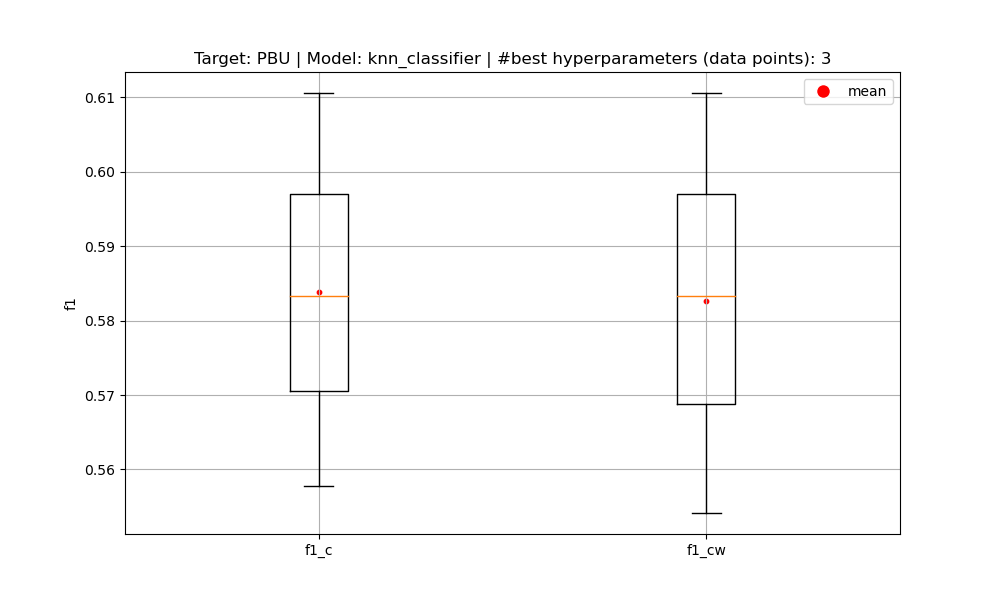 Target: PBU | Model: knn_classifier | #best hyperparameters (data points): 3
mean
0.61
0.60
0.59
0.58
0.57
0.56
f1
f1_c
f1_cw